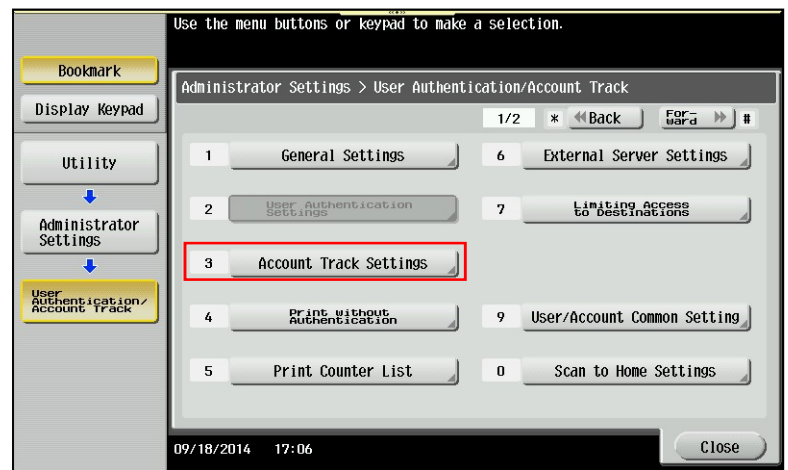 Use the menu buttons or keypad to make a selection.
Bookmark
Display Keypad
Utility
Administrator
Settings
User
Authentication/
Account Track
Administrator Settings > User Authentication/Account Track
1/2 * Back For-
ward #
1 General Settings
2 User Authentication
Settings
3 Account Track Settings
4 Print without
Authentication
5 Print Counter List
6 External Server Settings
7 Limiting Access
to Destinations
9 User/Account Common Setting
0 Scan to Home Settings
09/18/2014 17:06
Close